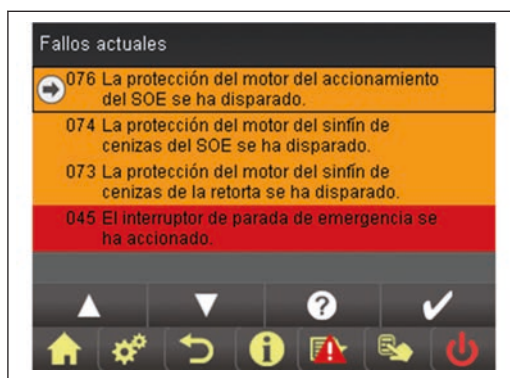 Fallos actuales
076 La protección del motor del accionamiento
del SOE se ha disparado.
074 La protección del motor del sinfín de
cenizas del SOE se ha disparado.
073 La protección del motor del sinfín de
cenizas de la retorta se ha disparado.
045 El interruptor de parada de emergencia se
ha accionado.